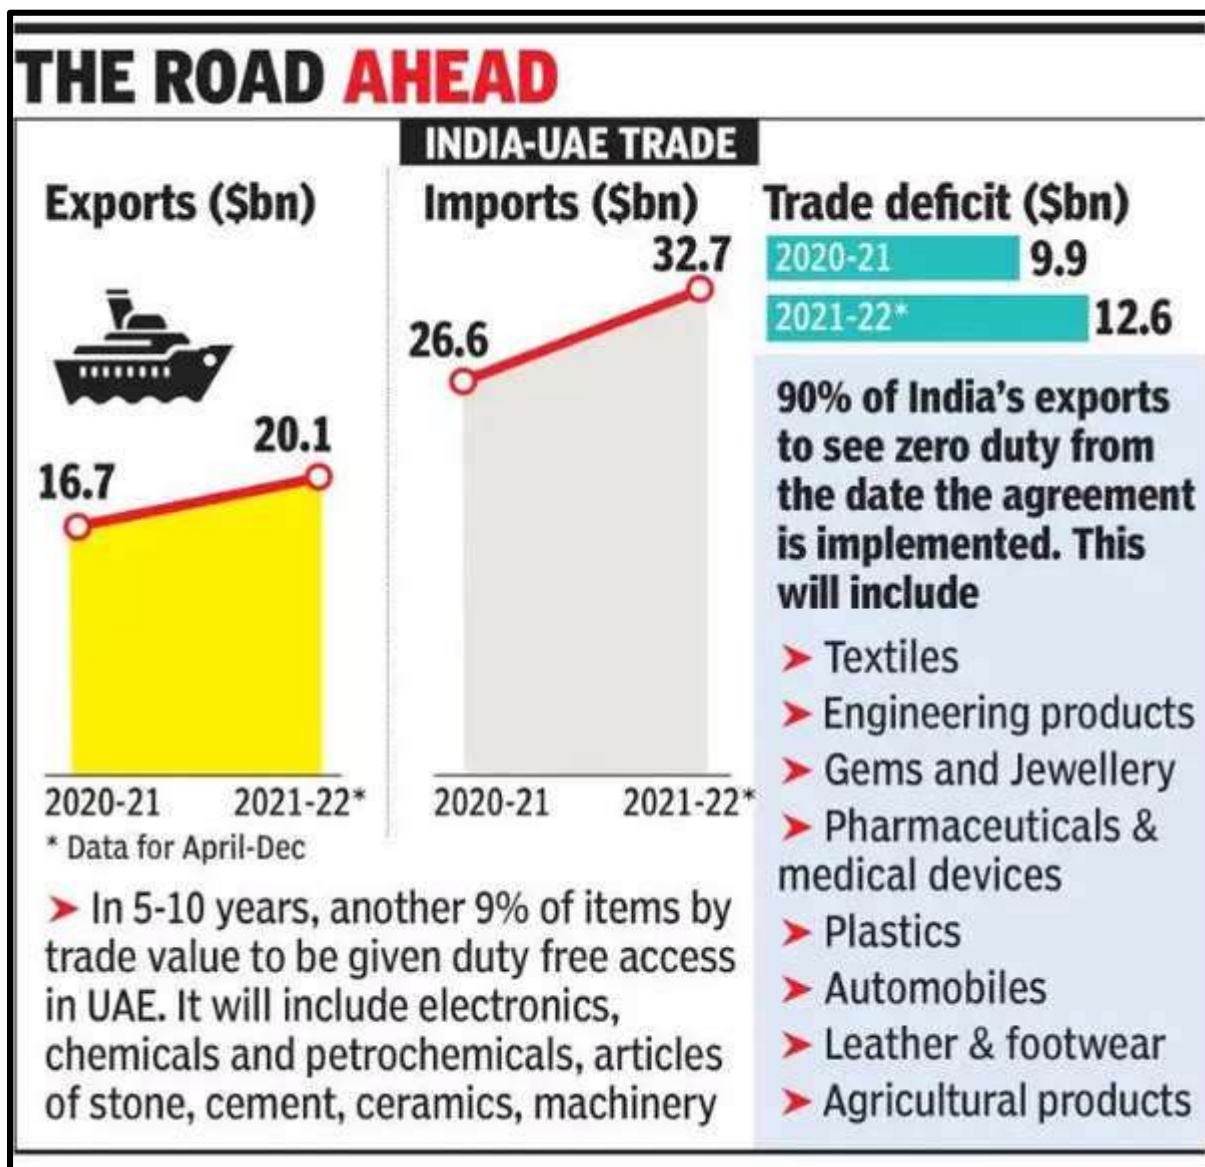 THE ROAD AHEAD
INDIA-UAE TRADE
Exports ($bn)
16.7
20.1
2020-21 2021-22*
* Data for April-Dec
Imports ($bn)
26.6
32.7
2020-21 2021-22*
Trade deficit ($bn)
2020-21 9.9
2021-22* 12.6
➤ In 5-10 years, another 9% of items by
trade value to be given duty free access
in UAE. It will include electronics,
chemicals and petrochemicals, articles
of stone, cement, ceramics, machinery
90% of India's exports
to see zero duty from
the date the agreement
is implemented. This
will include
➤ Textiles
➤ Engineering products
➤ Gems and Jewellery
➤ Pharmaceuticals &
medical devices
➤ Plastics
➤ Automobiles
➤ Leather & footwear
➤ Agricultural products